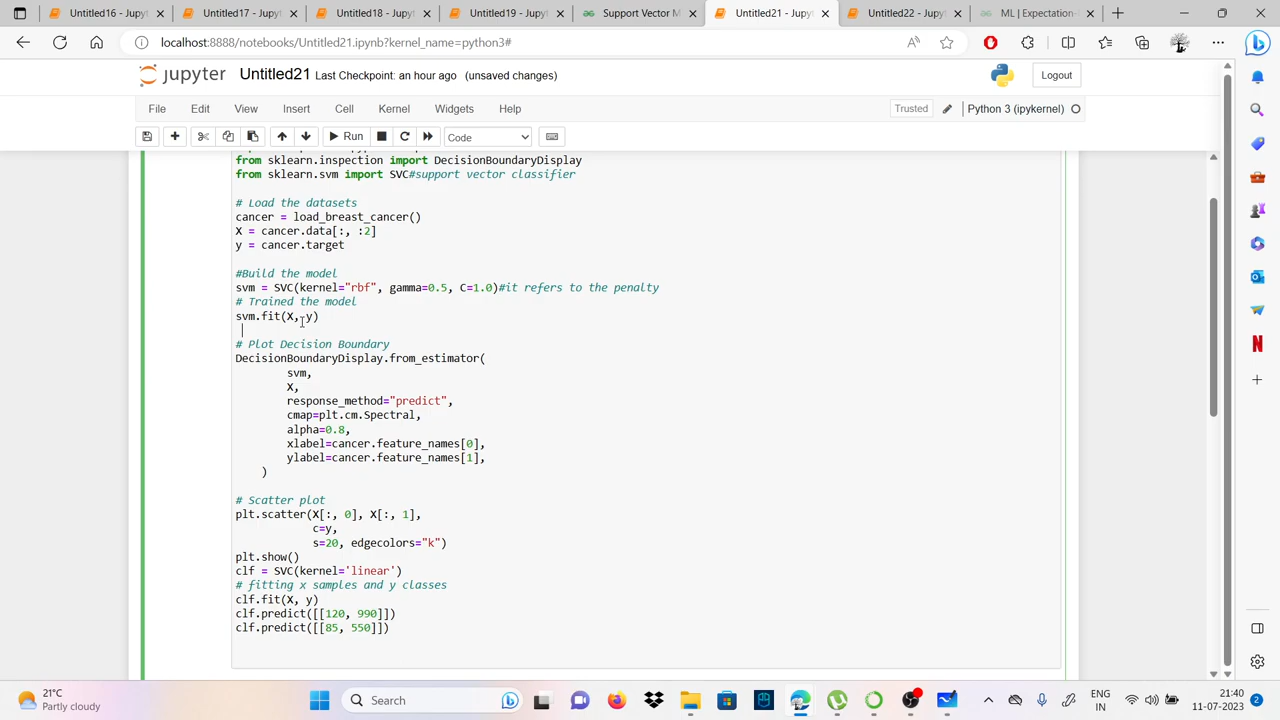 Untitled16 - Jupyt
Untitled17 - Jupyt
Untitled18 - Jupyt
Untitled19 - Jupyt
Support Vector M
Untitled21 - Jupyt
Untitled22 - Jupyt
ML | Expectation-
localhost:8888/notebooks/Untitled21.ipynb?kernel_name=python3#
jupyter Untitled21 Last Checkpoint: an hour ago (unsaved changes)
Logout
File Edit View Insert Cell Kernel Widgets Help
Trusted
Python 3 (ipykernel)
Run
Code
from sklearn.inspection import DecisionBoundaryDisplay
from sklearn.svm import SVC#support vector classifier
# Load the datasets
cancer = load_breast_cancer()
X = cancer.data[:, :2]
y = cancer.target
#Build the model
svm = SVC(kernel="rbf", gamma=0.5, C=1.0)#it refers to the penalty
# Trained the model
svm.fit(X, y)
# Plot Decision Boundary
DecisionBoundaryDisplay.from_estimator(
svm,
X,
response_method="predict",
cmap=plt.cm.Spectral,
alpha=0.8,
xlabel=cancer.feature_names[0],
ylabel=cancer.feature_names[1],
)
# Scatter plot
plt.scatter(X[:, 0], X[:, 1],
c=y,
s=20, edgecolors="k")
plt.show()
clf = SVC(kernel='linear')
# fitting x samples and y classes
clf.fit(X, y)
clf.predict([[120, 990]])
clf.predict([[85, 550]])
21°C
Partly cloudy
Search
ENG
IN
21:40
11-07-2023
2